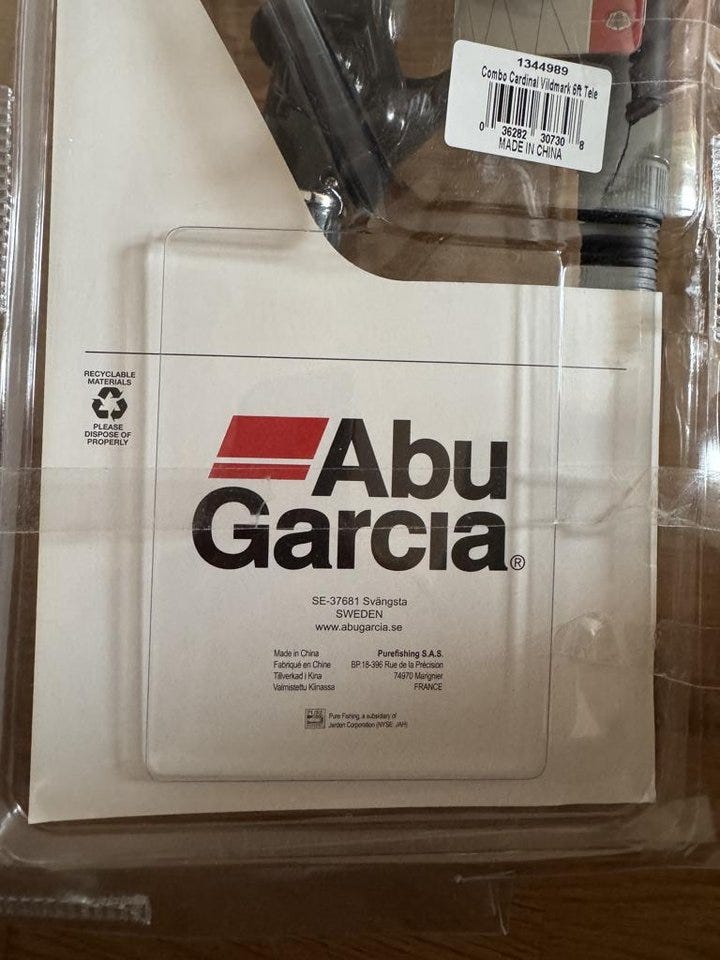 1344989
Combo Cardinal Vildmark 6ft Tele
0 36282 30730 8
MADE IN CHINA
RECYCLABLE
MATERIALS
PLEASE
DISPOSE OF
PROPERLY
Abu
Garcia®
SE-37681 Svängsta
SWEDEN
www.abugarcia.se
Made in China
Fabriqué en Chine
Tillverkad i Kina
Valmistettu Kiinassa
Purefishing S.A.S.
BP.18-396 Rue de la Précision
74970 Marignier
FRANCE
Pure Fishing, a subsidiary of
Jarden Corporation (NYSE: JAH)